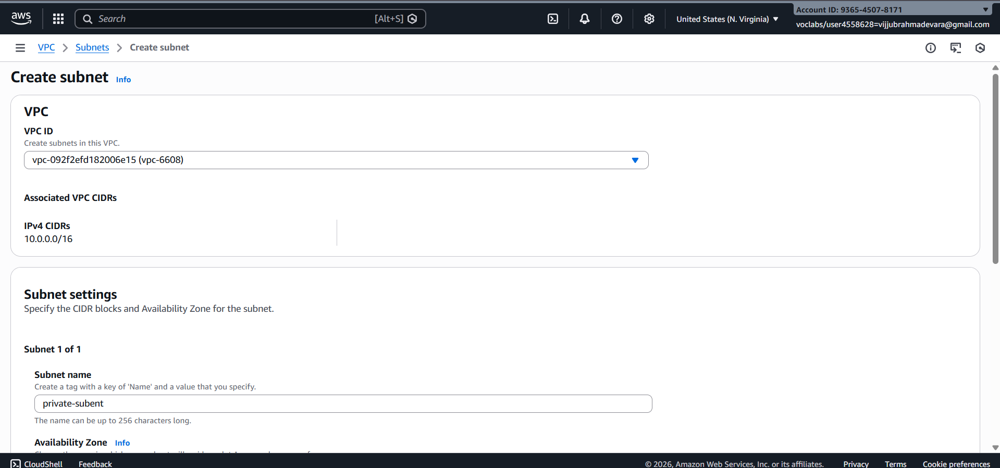 aws
Search [Alt+S]
United States (N. Virginia)
Account ID: 9365-4507-8171
voclabs/user4558628=vijjubrahmadevara@gmail.com
VPC
Subnets
Create subnet
Create subnet Info
VPC
VPC ID
Create subnets in this VPC.
vpc-092f2efd182006e15 (vpc-6608)
Associated VPC CIDRs
IPv4 CIDRs
10.0.0.0/16
Subnet settings
Specify the CIDR blocks and Availability Zone for the subnet.
Subnet 1 of 1
Subnet name
Create a tag with a key of 'Name' and a value that you specify.
private-subent
The name can be up to 256 characters long.
Availability Zone Info
CloudShell Feedback © 2026, Amazon Web Services, Inc. or its affiliates. Privacy Terms Cookie preferences